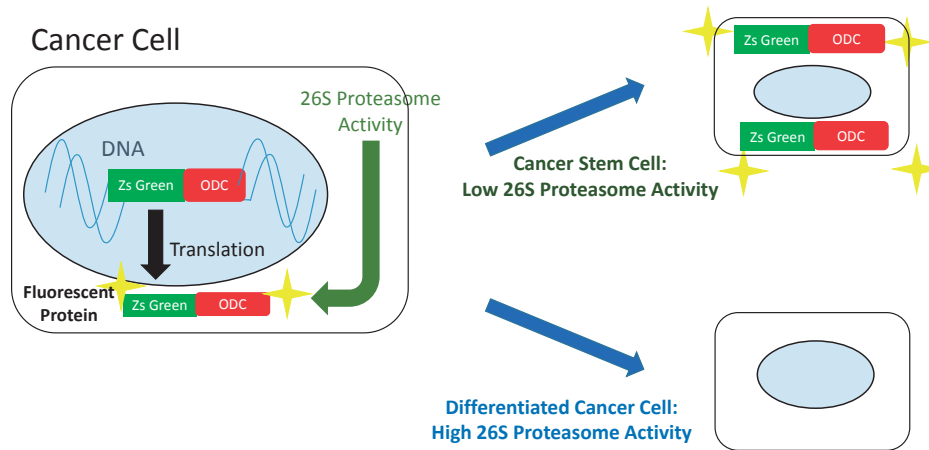 Cancer Cell
26S Proteasome
Activity
DNA
Zs Green
ODC
Translation
Fluorescent
Protein
Zs Green
ODC
Zs Green
ODC
Zs Green
ODC
Cancer Stem Cell:
Low 26S Proteasome Activity
Differentiated Cancer Cell:
High 26S Proteasome Activity